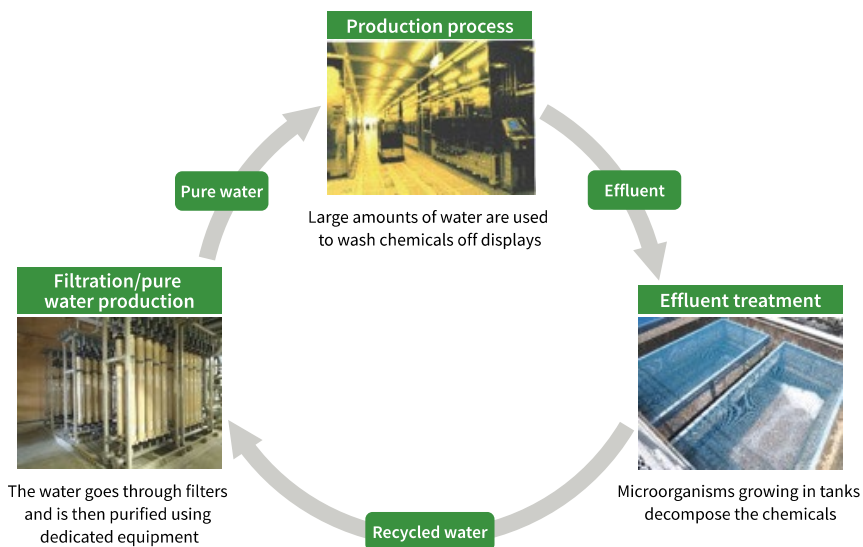 Production process
Pure water
Effluent
Large amounts of water are used
to wash chemicals off displays
Filtration/pure
water production
Effluent treatment
The water goes through filters
and is then purified using
dedicated equipment
Microorganisms growing in tanks
decompose the chemicals
Recycled water